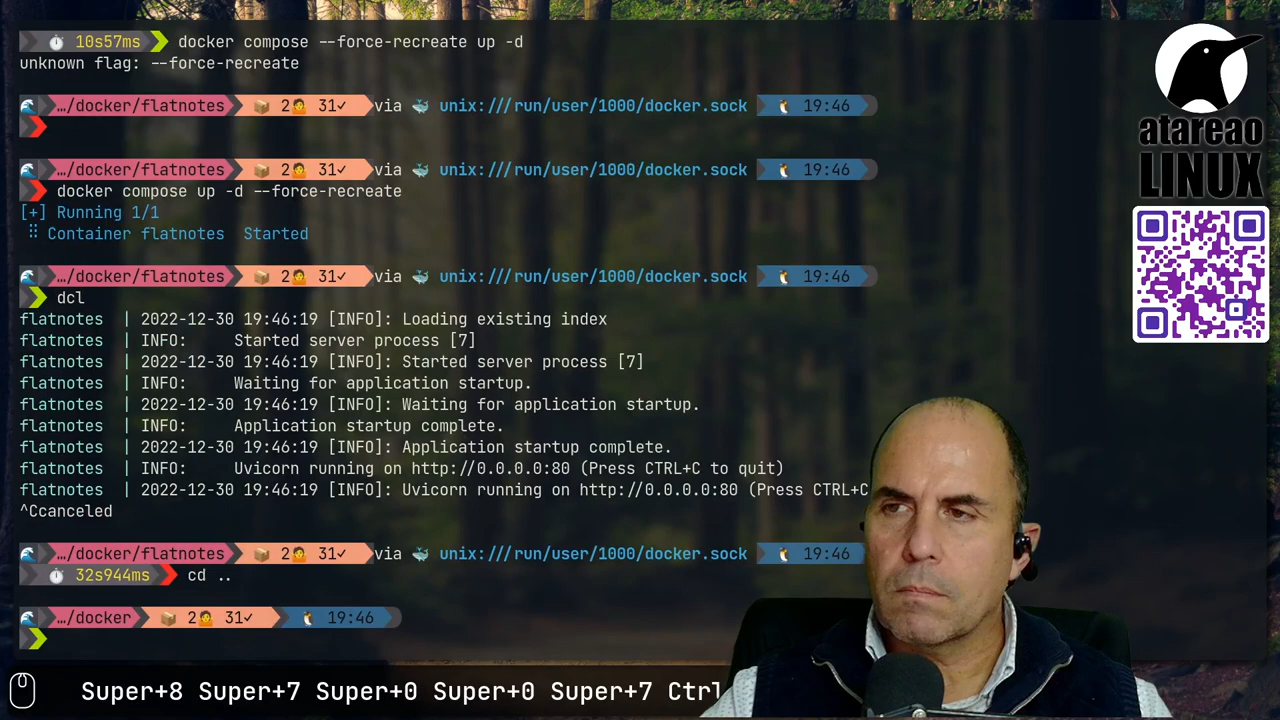 10s57ms docker compose --force-recreate up -d
unknown flag: --force-recreate
…/docker/flatnotes 2 31✓ via unix:///run/user/1000/docker.sock 19:46
…/docker/flatnotes 2 31✓ via unix:///run/user/1000/docker.sock 19:46
docker compose up -d --force-recreate
[+] Running 1/1
⠿ Container flatnotes Started
…/docker/flatnotes 2 31✓ via unix:///run/user/1000/docker.sock 19:46
dcl
flatnotes | 2022-12-30 19:46:19 [INFO]: Loading existing index
flatnotes | INFO: Started server process [7]
flatnotes | 2022-12-30 19:46:19 [INFO]: Started server process [7]
flatnotes | INFO: Waiting for application startup.
flatnotes | 2022-12-30 19:46:19 [INFO]: Waiting for application startup.
flatnotes | INFO: Application startup complete.
flatnotes | 2022-12-30 19:46:19 [INFO]: Application startup complete.
flatnotes | INFO: Uvicorn running on http://0.0.0.0:80 (Press CTRL+C to quit)
flatnotes | 2022-12-30 19:46:19 [INFO]: Uvicorn running on http://0.0.0.0:80 (Press CTRL+C
^Ccanceled
…/docker/flatnotes 2 31✓ via unix:///run/user/1000/docker.sock 19:46
32s944ms cd ..
…/docker 2 31✓ 19:46
Super+8 Super+7 Super+0 Super+0 Super+7 Ctrl
atareao
LINUX